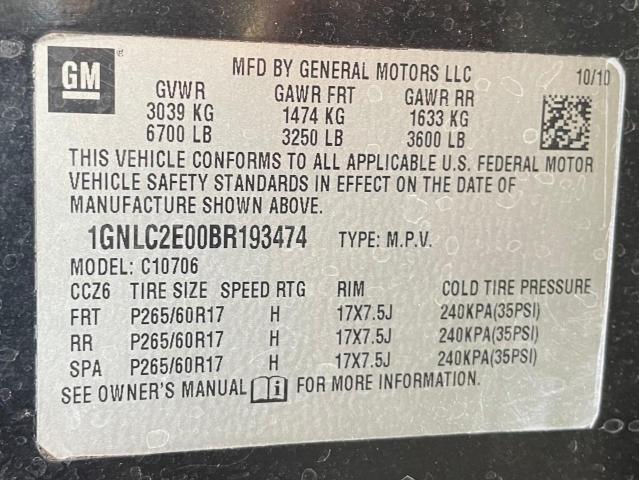 GM ®
MFD BY GENERAL MOTORS LLC 10/10
GVWR GAWR FRT GAWR RR
3039 KG 1474 KG 1633 KG
6700 LB 3250 LB 3600 LB
THIS VEHICLE CONFORMS TO ALL APPLICABLE U.S. FEDERAL MOTOR
VEHICLE SAFETY STANDARDS IN EFFECT ON THE DATE OF
MANUFACTURE SHOWN ABOVE.
1GNLC2E00BR193474 TYPE: M.P.V.
MODEL: C10706
CCZ6 TIRE SIZE SPEED RTG RIM COLD TIRE PRESSURE
FRT P265/60R17 H 17X7.5J 240KPA(35PSI)
RR P265/60R17 H 17X7.5J 240KPA(35PSI)
SPA P265/60R17 H 17X7.5J 240KPA(35PSI)
SEE OWNER'S MANUAL i FOR MORE INFORMATION.